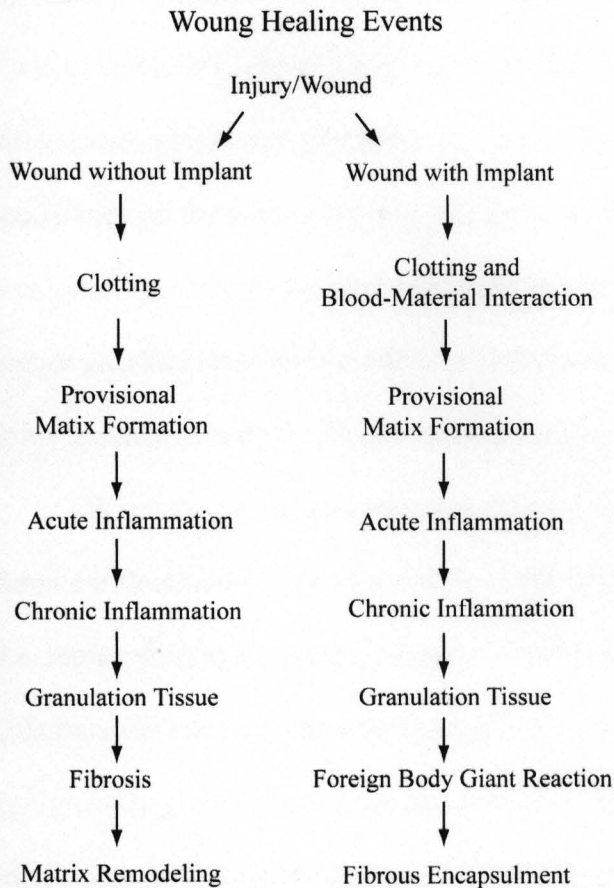 Woung Healing Events
Injury/Wound
Wound without Implant
Wound with Implant
Clotting
Clotting and
Blood-Material Interaction
Provisional
Matix Formation
Provisional
Matix Formation
Acute Inflammation
Acute Inflammation
Chronic Inflammation
Chronic Inflammation
Granulation Tissue
Granulation Tissue
Fibrosis
Foreign Body Giant Reaction
Matrix Remodeling
Fibrous Encapsulment